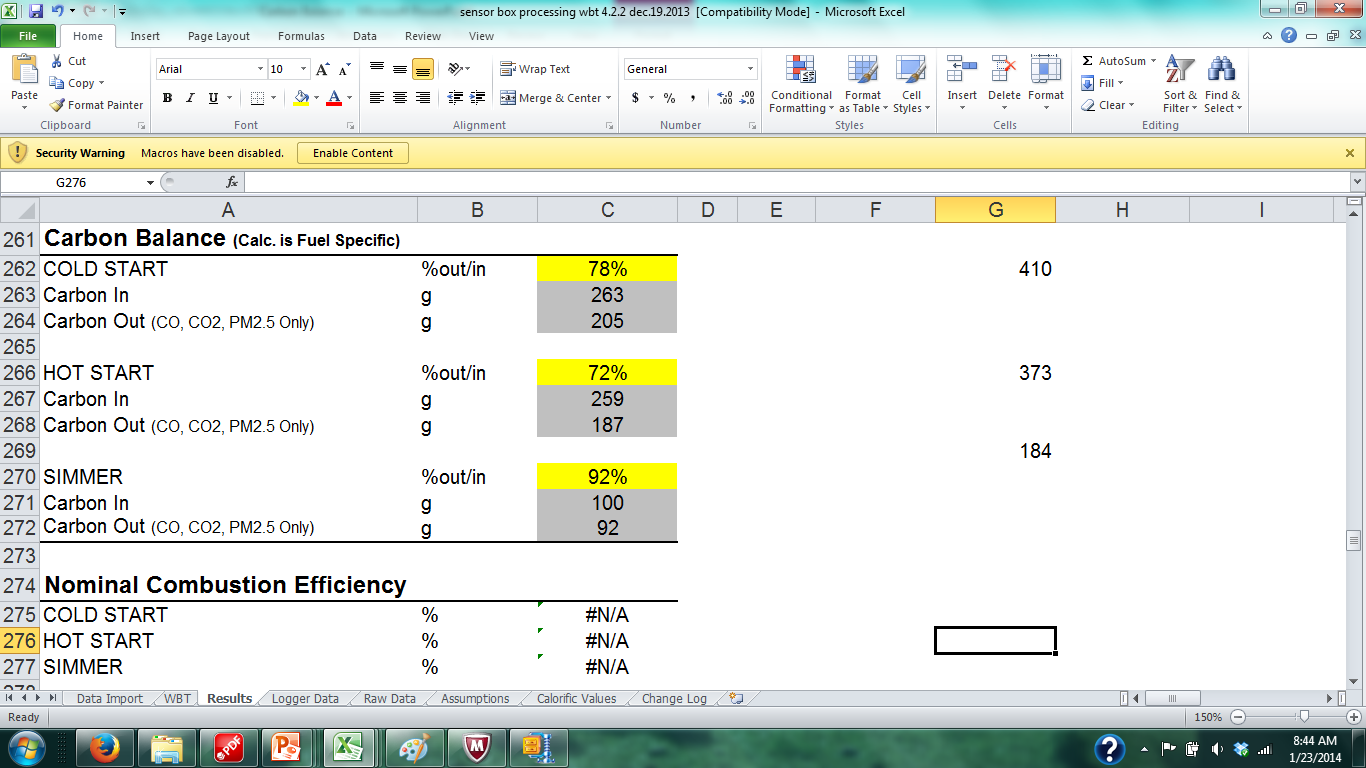 sensor box processing wbt 4.2.2 dec.19.2013 [Compatibility Mode] - Microsoft Excel
File Home Insert Page Layout Formulas Data Review View
Paste Cut Copy Format Painter Clipboard
Arial 10 A A B I U A Font
Wrap Text Merge & Center Alignment
General $ % , .00 .0 Number
Conditional Formatting Format as Table Cell Styles Styles
Insert Delete Format Cells
Σ AutoSum Fill Clear Sort & Filter Find & Select Editing
Security Warning Macros have been disabled. Enable Content
G276 fx
A B C D E F G H I
261 Carbon Balance (Calc. is Fuel Specific)
262 COLD START %out/in 78% 410
263 Carbon In g 263
264 Carbon Out (CO, CO2, PM2.5 Only) g 205
265
266 HOT START %out/in 72% 373
267 Carbon In g 259
268 Carbon Out (CO, CO2, PM2.5 Only) g 187
269 184
270 SIMMER %out/in 92%
271 Carbon In g 100
272 Carbon Out (CO, CO2, PM2.5 Only) g 92
273
274 Nominal Combustion Efficiency
275 COLD START % #N/A
276 HOT START % #N/A
277 SIMMER % #N/A
Data Import WBT Results Logger Data Raw Data Assumptions Calorific Values Change Log
Ready 150%
PDF
8:44 AM
1/23/2014